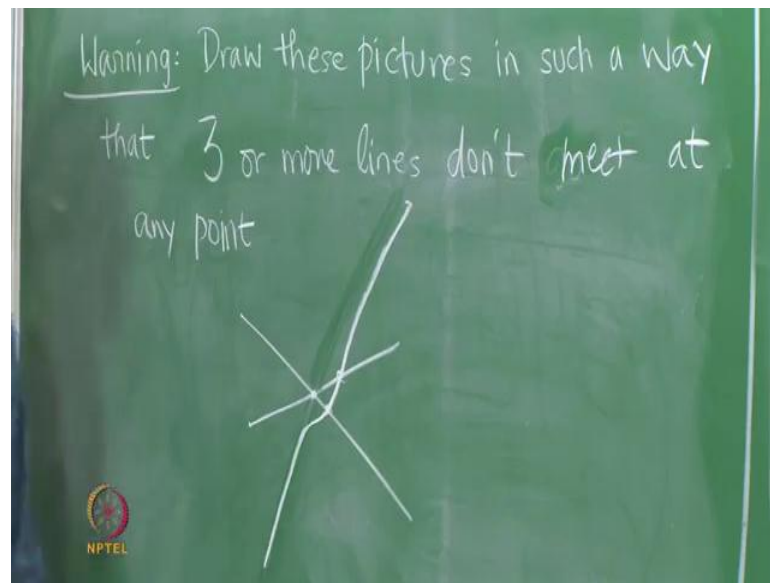 Warning: Draw these pictures in such a way
that 3 or more lines don't meet at
any point
NPTEL